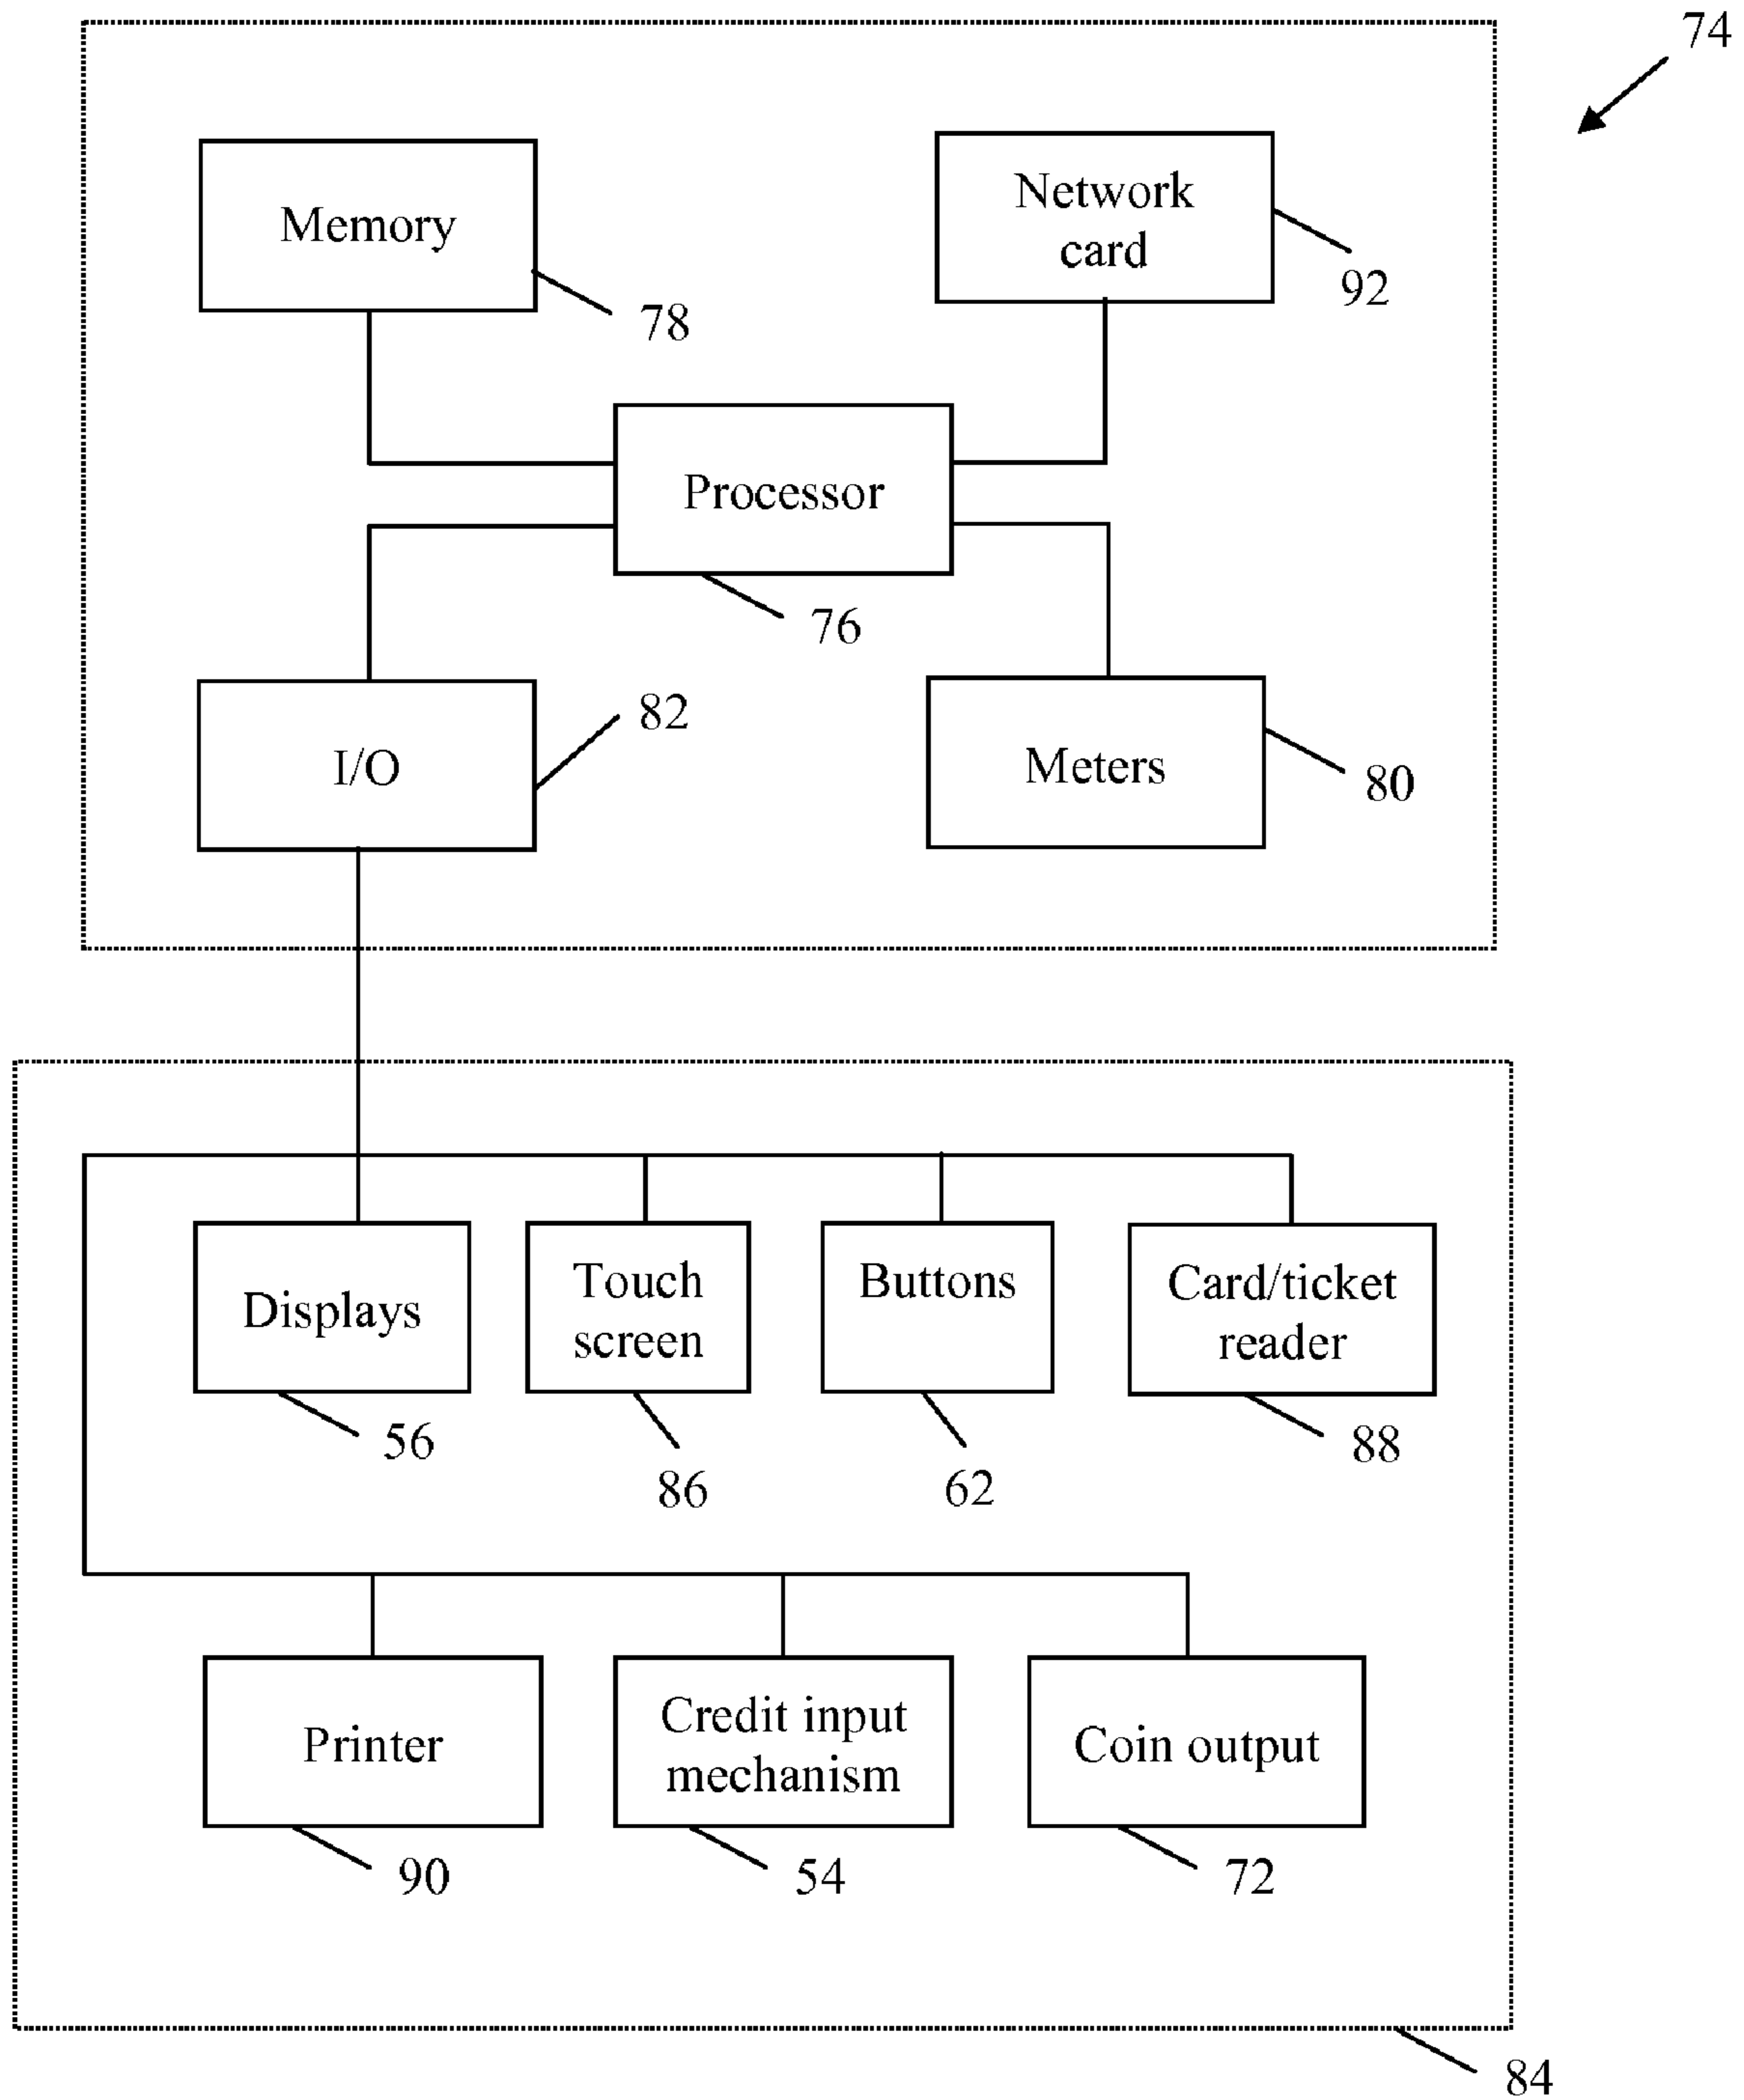 74
Memory
78
Network
card
92
Processor
76
I/O
82
Meters
80
Displays
56
Touch
screen
86
Buttons
62
Card/ticket
reader
88
Printer
90
Credit input
mechanism
54
Coin output
72
84